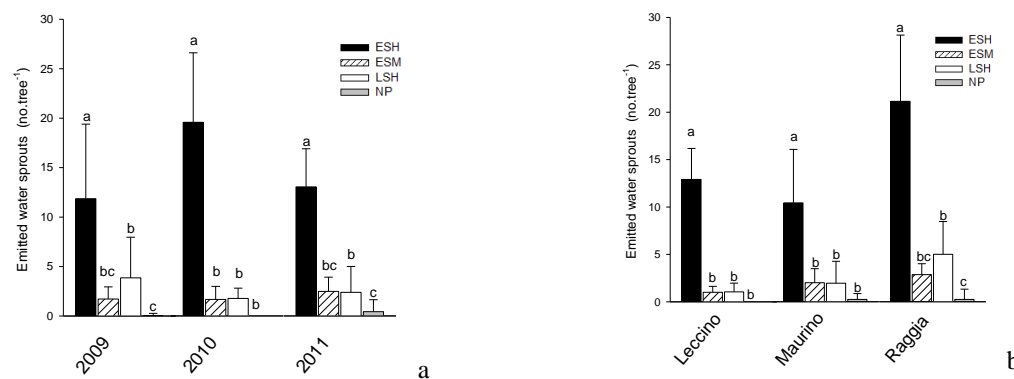 Emitted water sprouts (no.tree-1)
30
25
20
15
10
5
0
a
bc
b
c
a
b
b
b
a
bc
b
c
ESH
ESM
LSH
NP
2009
2010
2011
a
Emitted water sprouts (no.tree-1)
30
25
20
15
10
5
0
a
b
b
b
a
b
b
b
a
bc
b
c
ESH
ESM
LSH
NP
Leccino
Maurino
Raggia
b